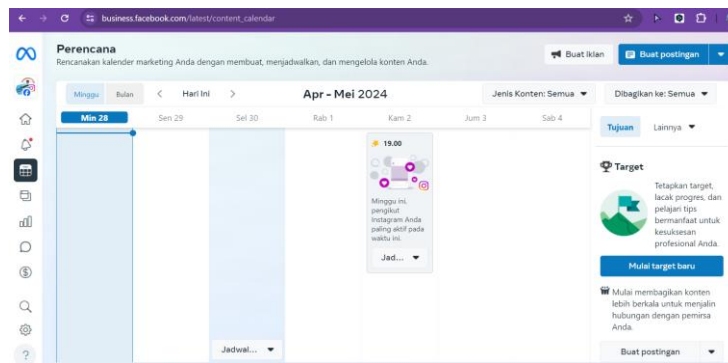 business.facebook.com/latest/content_calendar
Perencana
Rencanakan kalender marketing Anda dengan membuat, menjadwalkan, dan mengelola konten Anda.
Buat Iklan
Buat postingan
Minggu
Bulan
Hari Ini
Apr - Mei 2024
Jenis Konten: Semua
Dibagikan ke: Semua
Min 28
Sen 29
Sel 30
Rab 1
Kam 2
Jum 3
Sab 4
19.00
Minggu ini,
pengikut
Instagram Anda
paling aktif pada
waktu ini.
Jad...
Jadwal...
Tujuan
Lainnya
Target
Tetapkan target,
lacak progres, dan
pelajari tips
bermanfaat untuk
kesuksesan
profesional Anda.
Mulai target baru
Mulai membagikan konten
lebih berkala untuk menjalin
hubungan dengan pemirsa
Anda.
Buat postingan